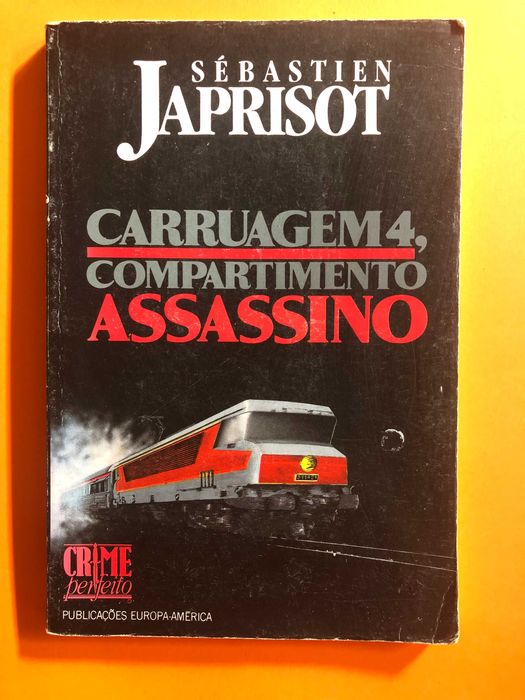 SÉBASTIEN
JAPRISOT
CARRUAGEM 4,
COMPARTIMENTO
ASSASSINO
CRIME
perfeito
PUBLICAÇÕES EUROPA-AMÉRICA